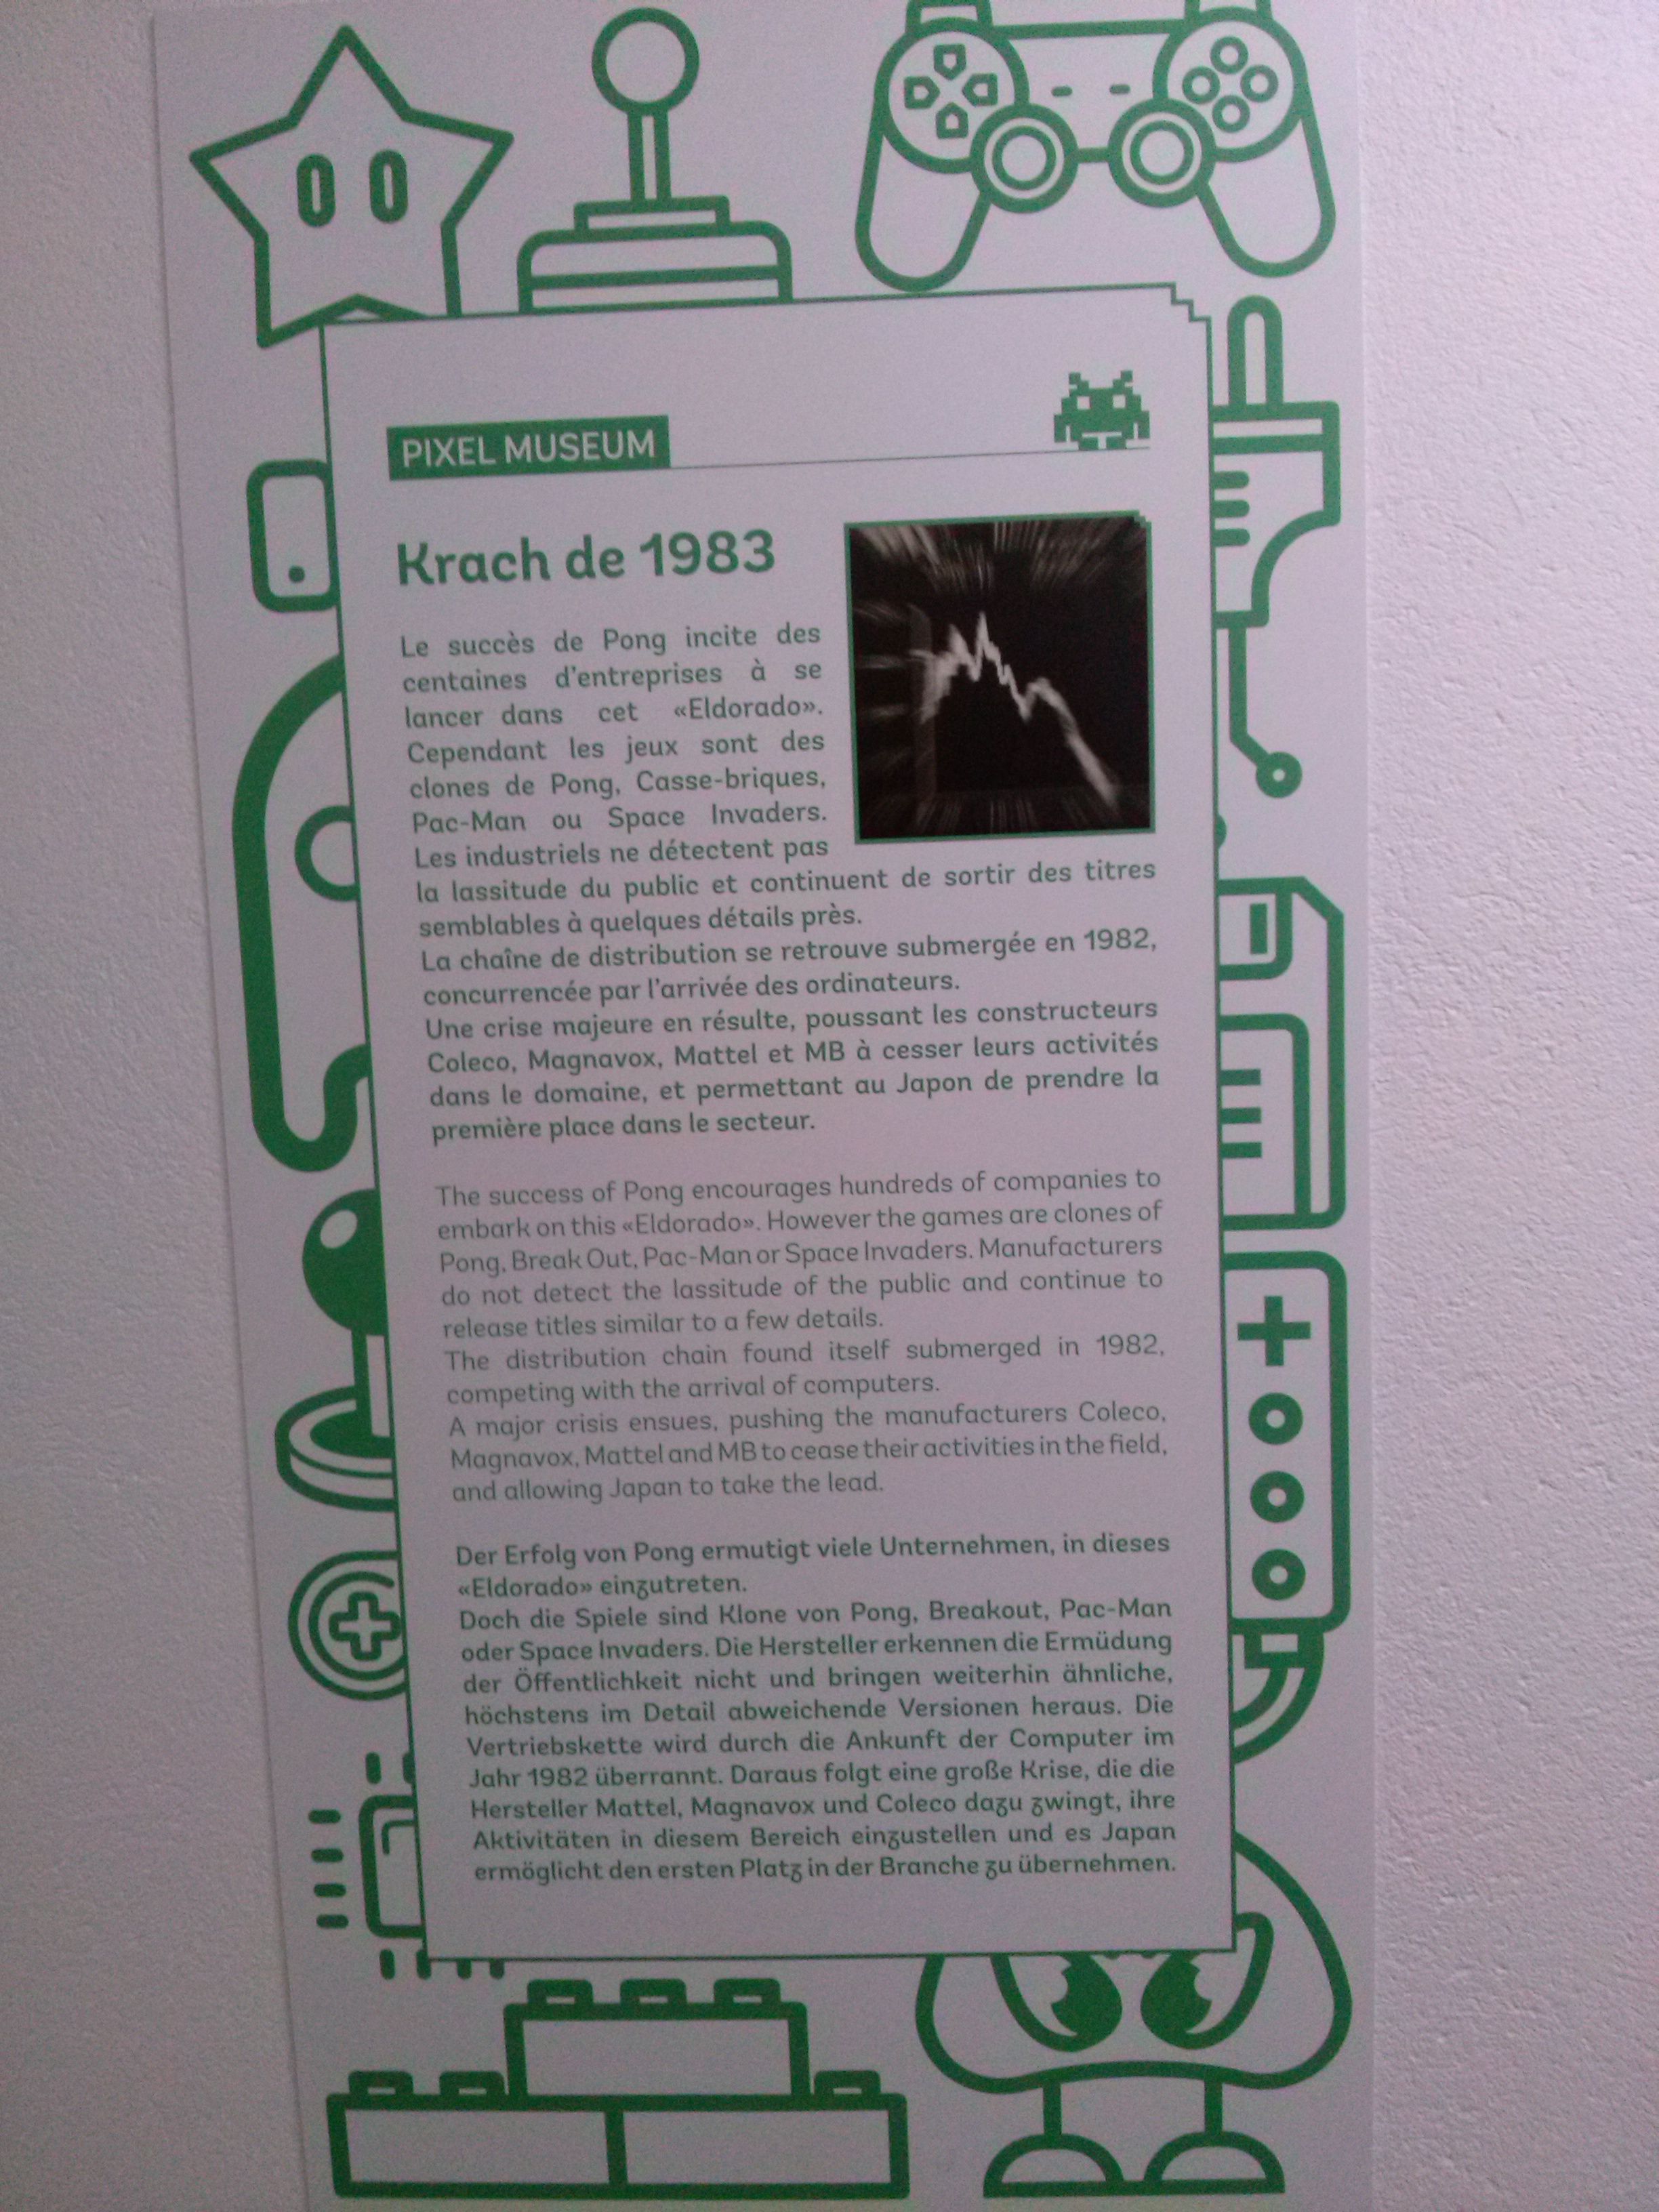 PIXEL MUSEUM
Krach de 1983
Le succès de Pong incite des
centaines d'entreprises à se
lancer dans cet «Eldorado».
Cependant les jeux sont des
clones de Pong, Casse-briques,
Pac-Man ou Space Invaders.
Les industriels ne détectent pas
la lassitude du public et continuent de sortir des titres
semblables à quelques détails près.
La chaîne de distribution se retrouve submergée en 1982,
concurrencée par l'arrivée des ordinateurs.
Une crise majeure en résulte, poussant les constructeurs
Coleco, Magnavox, Mattel et MB à cesser leurs activités
dans le domaine, et permettant au Japon de prendre la
première place dans le secteur.
The success of Pong encourages hundreds of companies to
embark on this «Eldorado». However the games are clones of
Pong, Break Out, Pac-Man or Space Invaders. Manufacturers
do not detect the lassitude of the public and continue to
release titles similar to a few details.
The distribution chain found itself submerged in 1982,
competing with the arrival of computers.
A major crisis ensues, pushing the manufacturers Coleco,
Magnavox, Mattel and MB to cease their activities in the field,
and allowing Japan to take the lead.
Der Erfolg von Pong ermutigt viele Unternehmen, in dieses
«Eldorado» einzutreten.
Doch die Spiele sind Klone von Pong, Breakout, Pac-Man
oder Space Invaders. Die Hersteller erkennen die Ermüdung
der Öffentlichkeit nicht und bringen weiterhin ähnliche,
höchstens im Detail abweichende Versionen heraus. Die
Vertriebskette wird durch die Ankunft der Computer im
Jahr 1982 überrannt. Daraus folgt eine große Krise, die die
Hersteller Mattel, Magnavox und Coleco dazu zwingt, ihre
Aktivitäten in diesem Bereich einzustellen und es Japan
ermöglicht den ersten Platz in der Branche zu übernehmen.